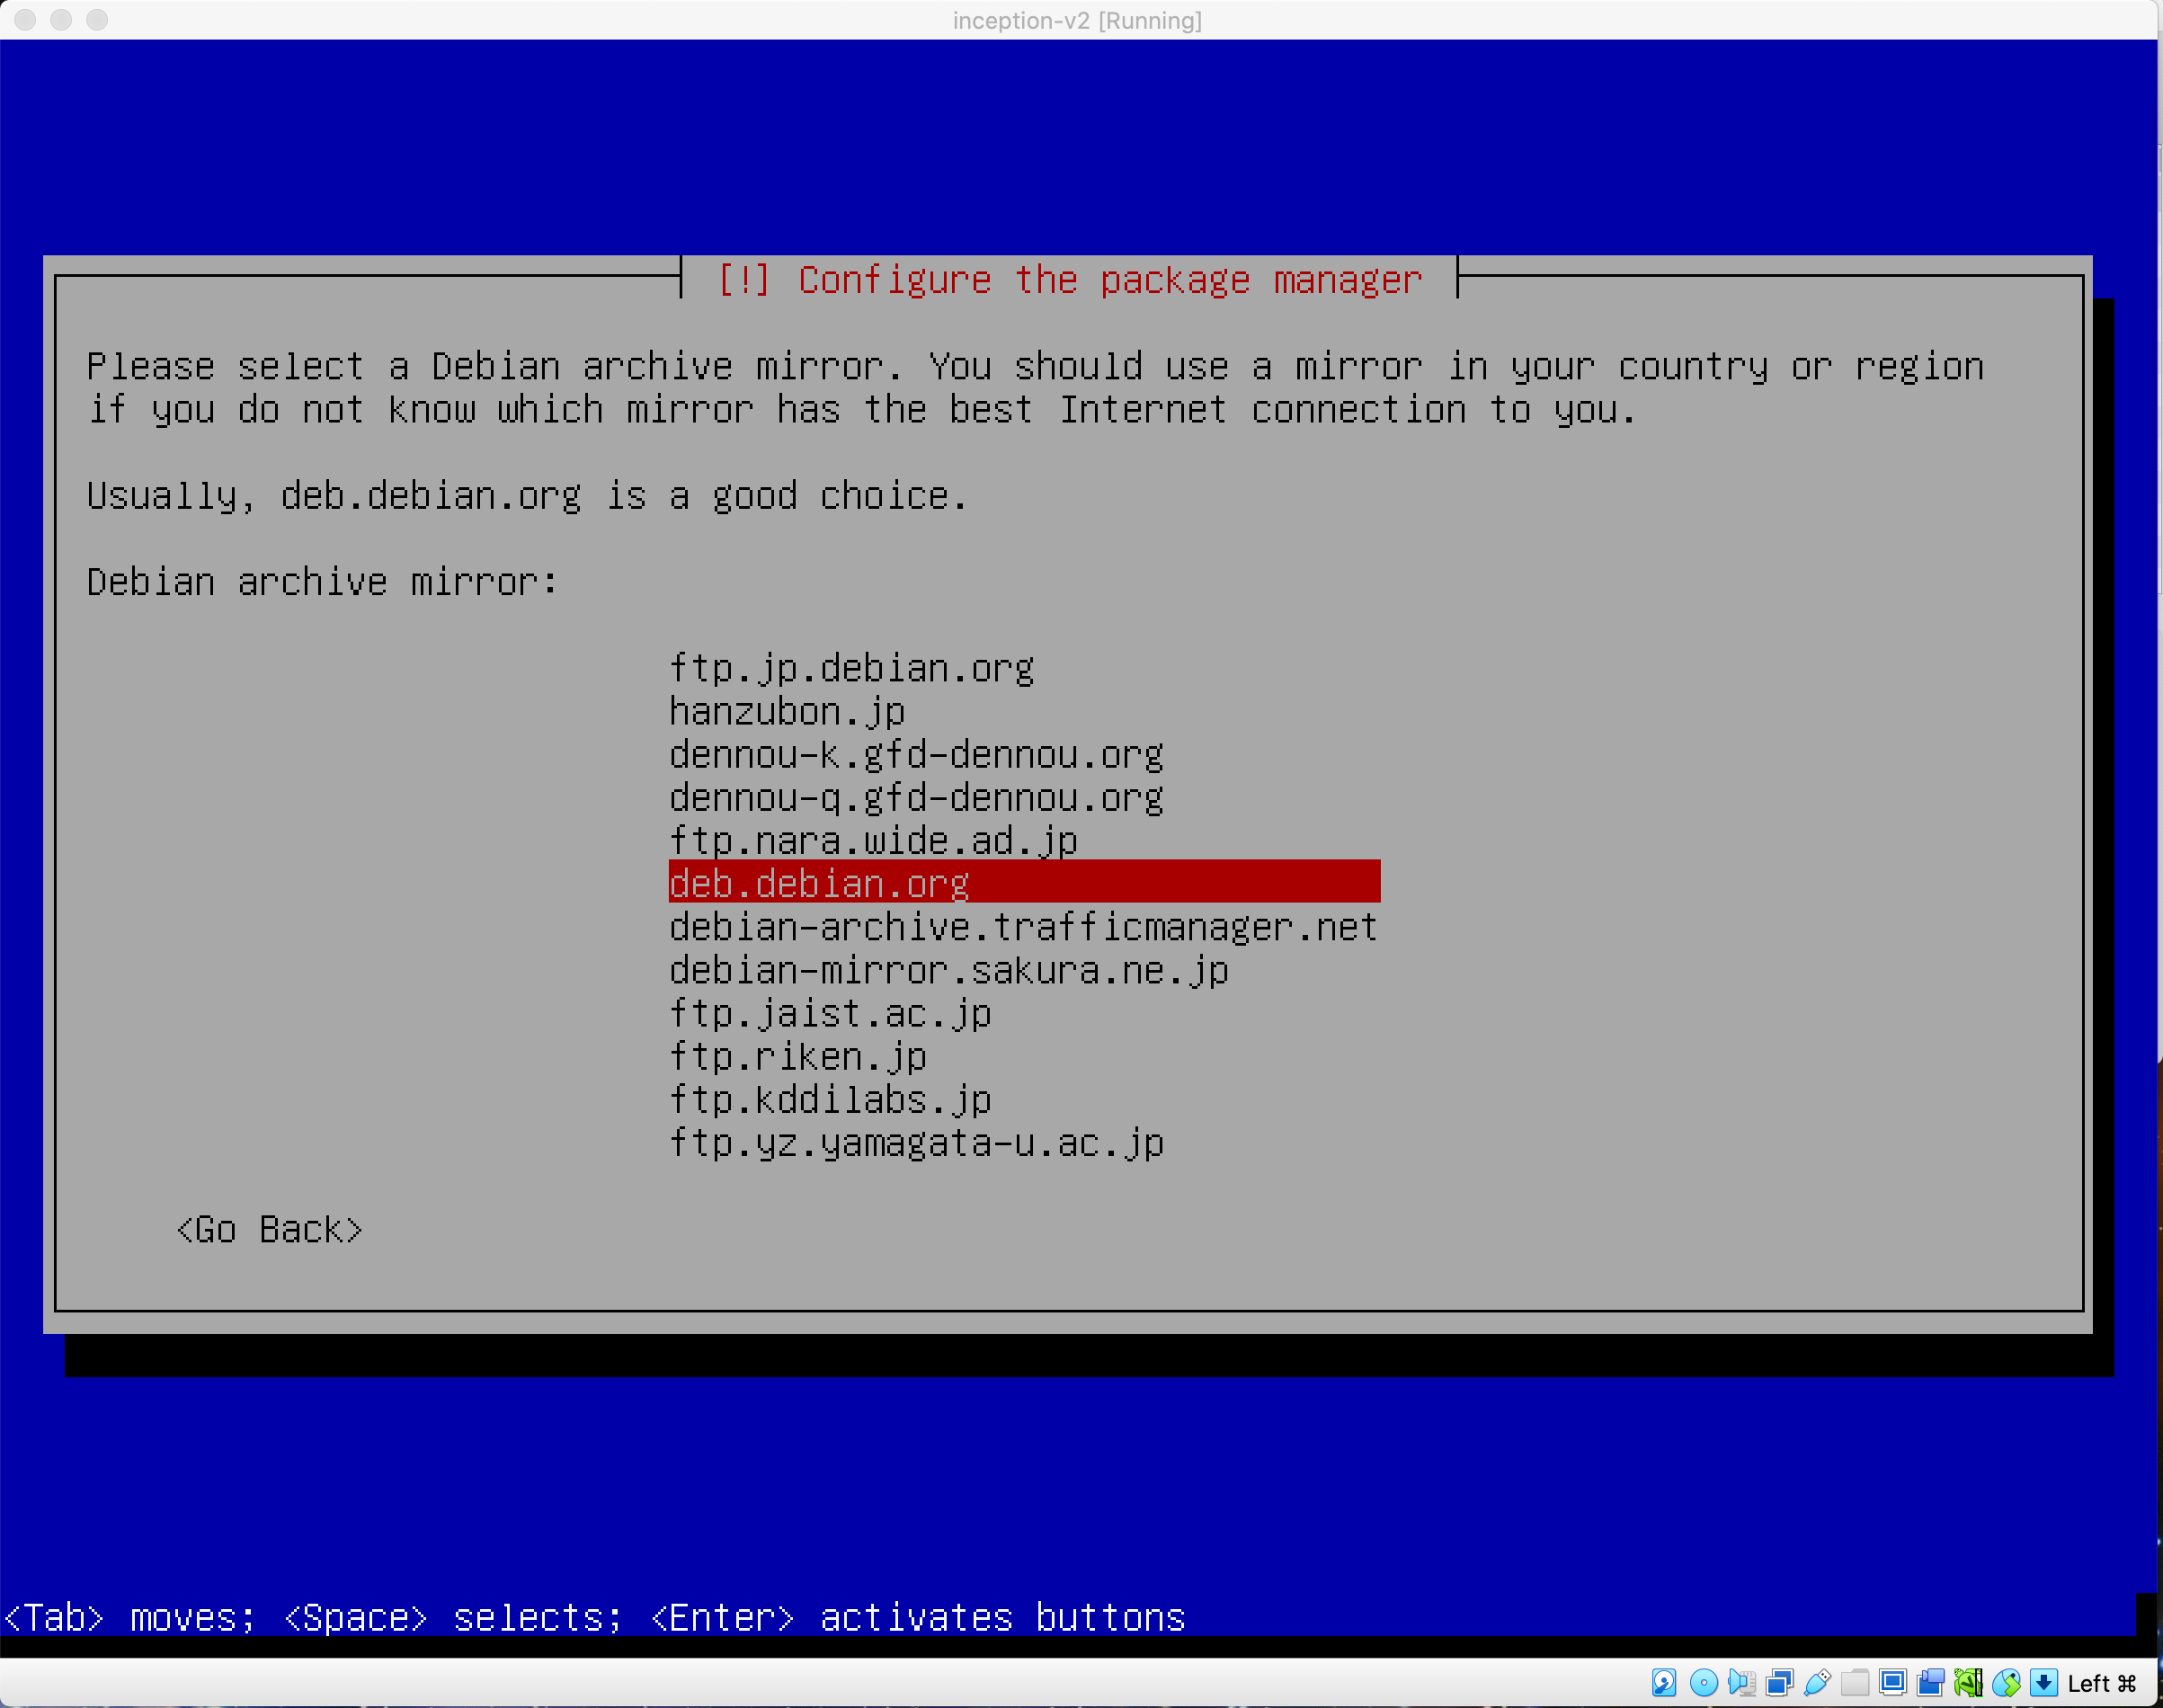 inception-v2 [Running]
[!] Configure the package manager
Please select a Debian archive mirror. You should use a mirror in your country or region
if you do not know which mirror has the best Internet connection to you.
Usually, deb.debian.org is a good choice.
Debian archive mirror:
ftp.jp.debian.org
hanzubon.jp
dennou-k.gfd-dennou.org
dennou-q.gfd-dennou.org
ftp.nara.wide.ad.jp
deb.debian.org
debian-archive.trafficmanager.net
debian-mirror.sakura.ne.jp
ftp.jaist.ac.jp
ftp.riken.jp
ftp.kddilabs.jp
ftp.yz.yamagata-u.ac.jp
<Go Back>
<Tab> moves; <Space> selects; <Enter> activates buttons
Left ⌘